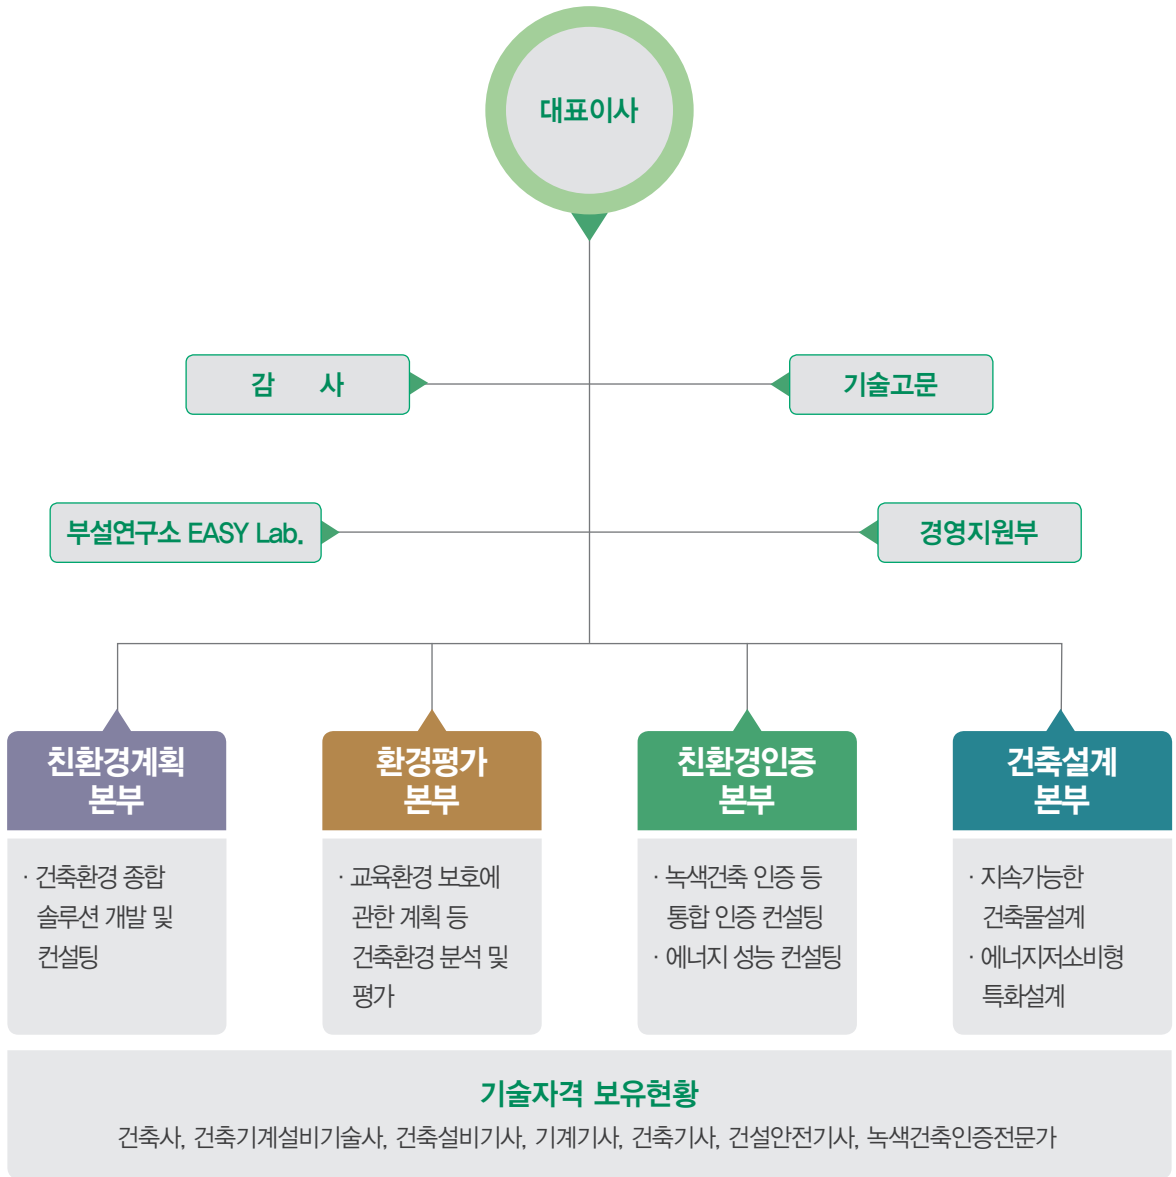 대표이사
감 사
기술고문
부설연구소 EASY Lab.
경영지원부
친환경계획
본부
· 건축환경 종합
솔루션 개발 및
컨설팅
환경평가
본부
· 교육환경 보호에
관한 계획 등
건축환경 분석 및
평가
친환경인증
본부
· 녹색건축 인증 등
통합 인증 컨설팅
· 에너지 성능 컨설팅
건축설계
본부
· 지속가능한
건축물설계
· 에너지저소비형
특화설계
기술자격 보유현황
건축사, 건축기계설비기술사, 건축설비기사, 기계기사, 건축기사, 건설안전기사, 녹색건축인증전문가